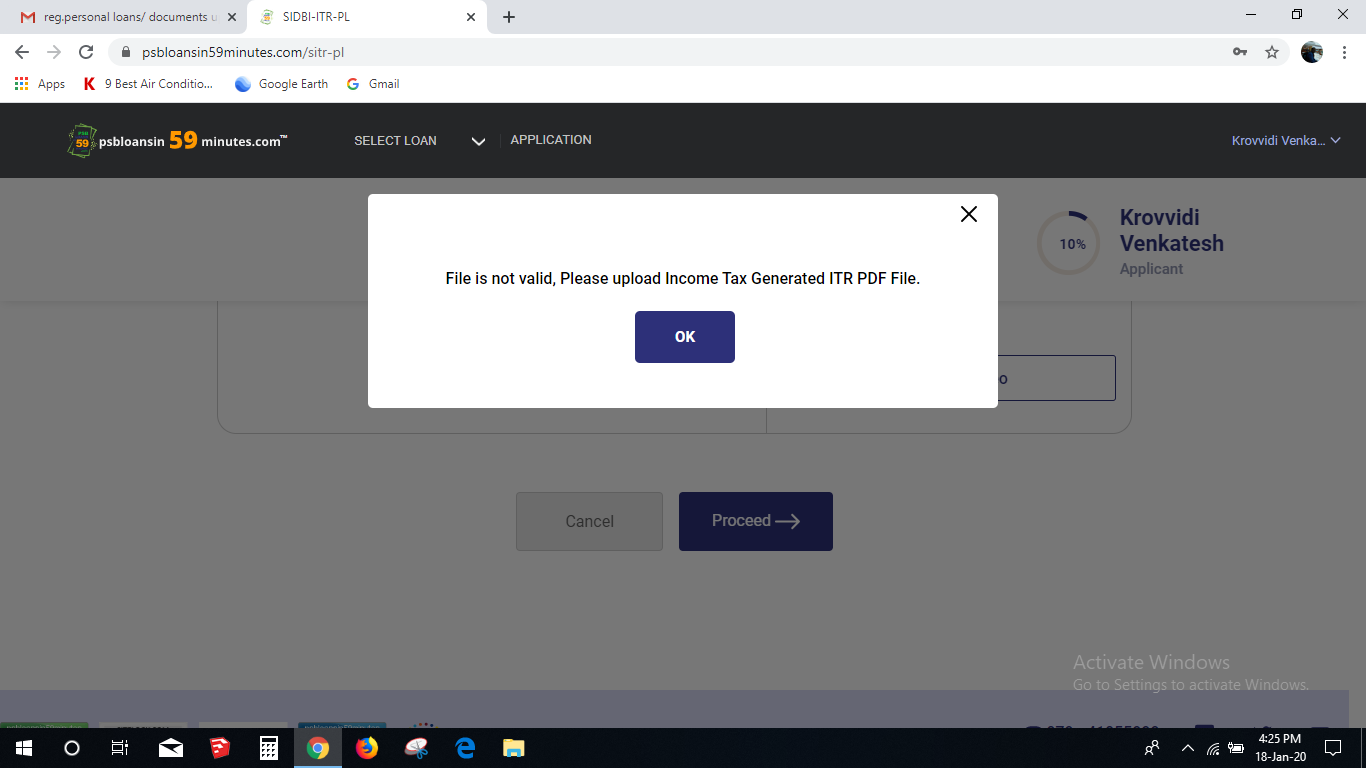 reg.personal loans/ documents u
SIDBI-ITR-PL
psbloansin59minutes.com/sitr-pl
Apps
K 9 Best Air Conditio...
Google Earth
G Gmail
PSB
59
psbloansin 59 minutes.com™
SELECT LOAN
APPLICATION
Krovvidi Venka...
10%
Krovvidi
Venkatesh
Applicant
File is not valid, Please upload Income Tax Generated ITR PDF File.
OK
o
Cancel
Proceed
Activate Windows
Go to Settings to activate Windows.
4:25 PM
18-Jan-20